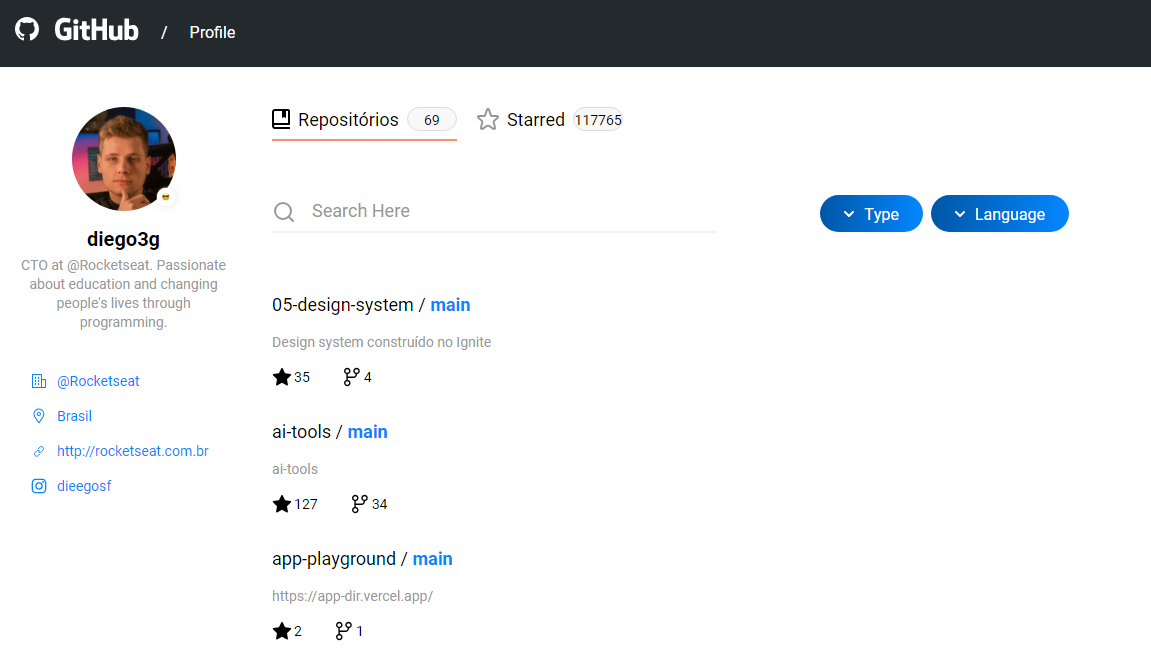 GitHub / Profile
Repositórios 69 Starred 117765
Search Here
Type Language
diego3g
CTO at @Rocketseat. Passionate
about education and changing
people's lives through
programming.
@Rocketseat
Brasil
http://rocketseat.com.br
dieegosf
05-design-system / main
Design system construído no Ignite
35 4
ai-tools / main
ai-tools
127 34
app-playground / main
https://app-dir.vercel.app/
2 1